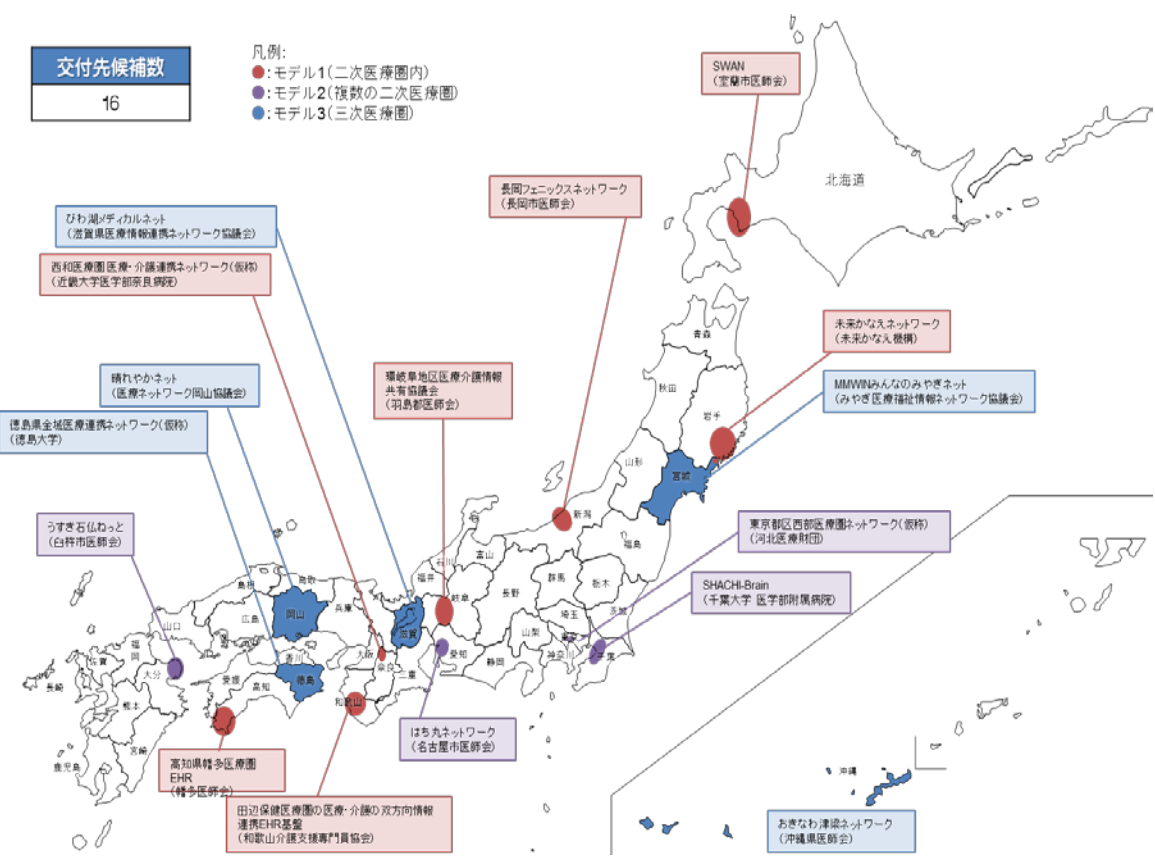 交付先候補数
16
凡例:
●:モデル1(二次医療圏内)
●:モデル2(複数の二次医療圏)
●:モデル3(三次医療圏)
SWAN
(室蘭市医師会)
北海道
長岡フェニックスネットワーク
(長岡市医師会)
びわ湖メディカルネット
(滋賀県医療情報連携ネットワーク協議会)
西和医療圏医療・介護連携ネットワーク(仮称)
(近畿大学医学部奈良病院)
未来かなえネットワーク
(未来かなえ機構)
環岐阜地区医療介護情報
共有協議会
(羽島郡医師会)
晴れやかネット
(医療ネットワーク岡山協議会)
MMWINみんなのみやぎネット
(みやぎ医療福祉情報ネットワーク協議会)
徳島県全域医療連携ネットワーク(仮称)
(徳島大学)
うすき石仏ねっと
(臼杵市医師会)
東京都区西部医療圏ネットワーク(仮称)
(河北医療財団)
SHACHI-Brain
(千葉大学 医学部附属病院)
はち丸ネットワーク
(名古屋市医師会)
高知県幡多医療圏
EHR
(幡多医師会)
田辺保健医療圏の医療・介護の双方向情報
連携EHR基盤
(和歌山介護支援専門員協会)
おきなわ津梁ネットワーク
(沖縄県医師会)
青森
秋田
岩手
山形
宮城
新潟
福島
石川
富山
福井
岐阜
長野
群馬
栃木
茨城
埼玉
東京
千葉
山梨
神奈川
静岡
愛知
三重
滋賀
奈良
大阪
和歌山
兵庫
鳥取
島根
岡山
広島
山口
香川
徳島
愛媛
高知
福岡
佐賀
長崎
大分
熊本
宮崎
鹿児島
沖縄